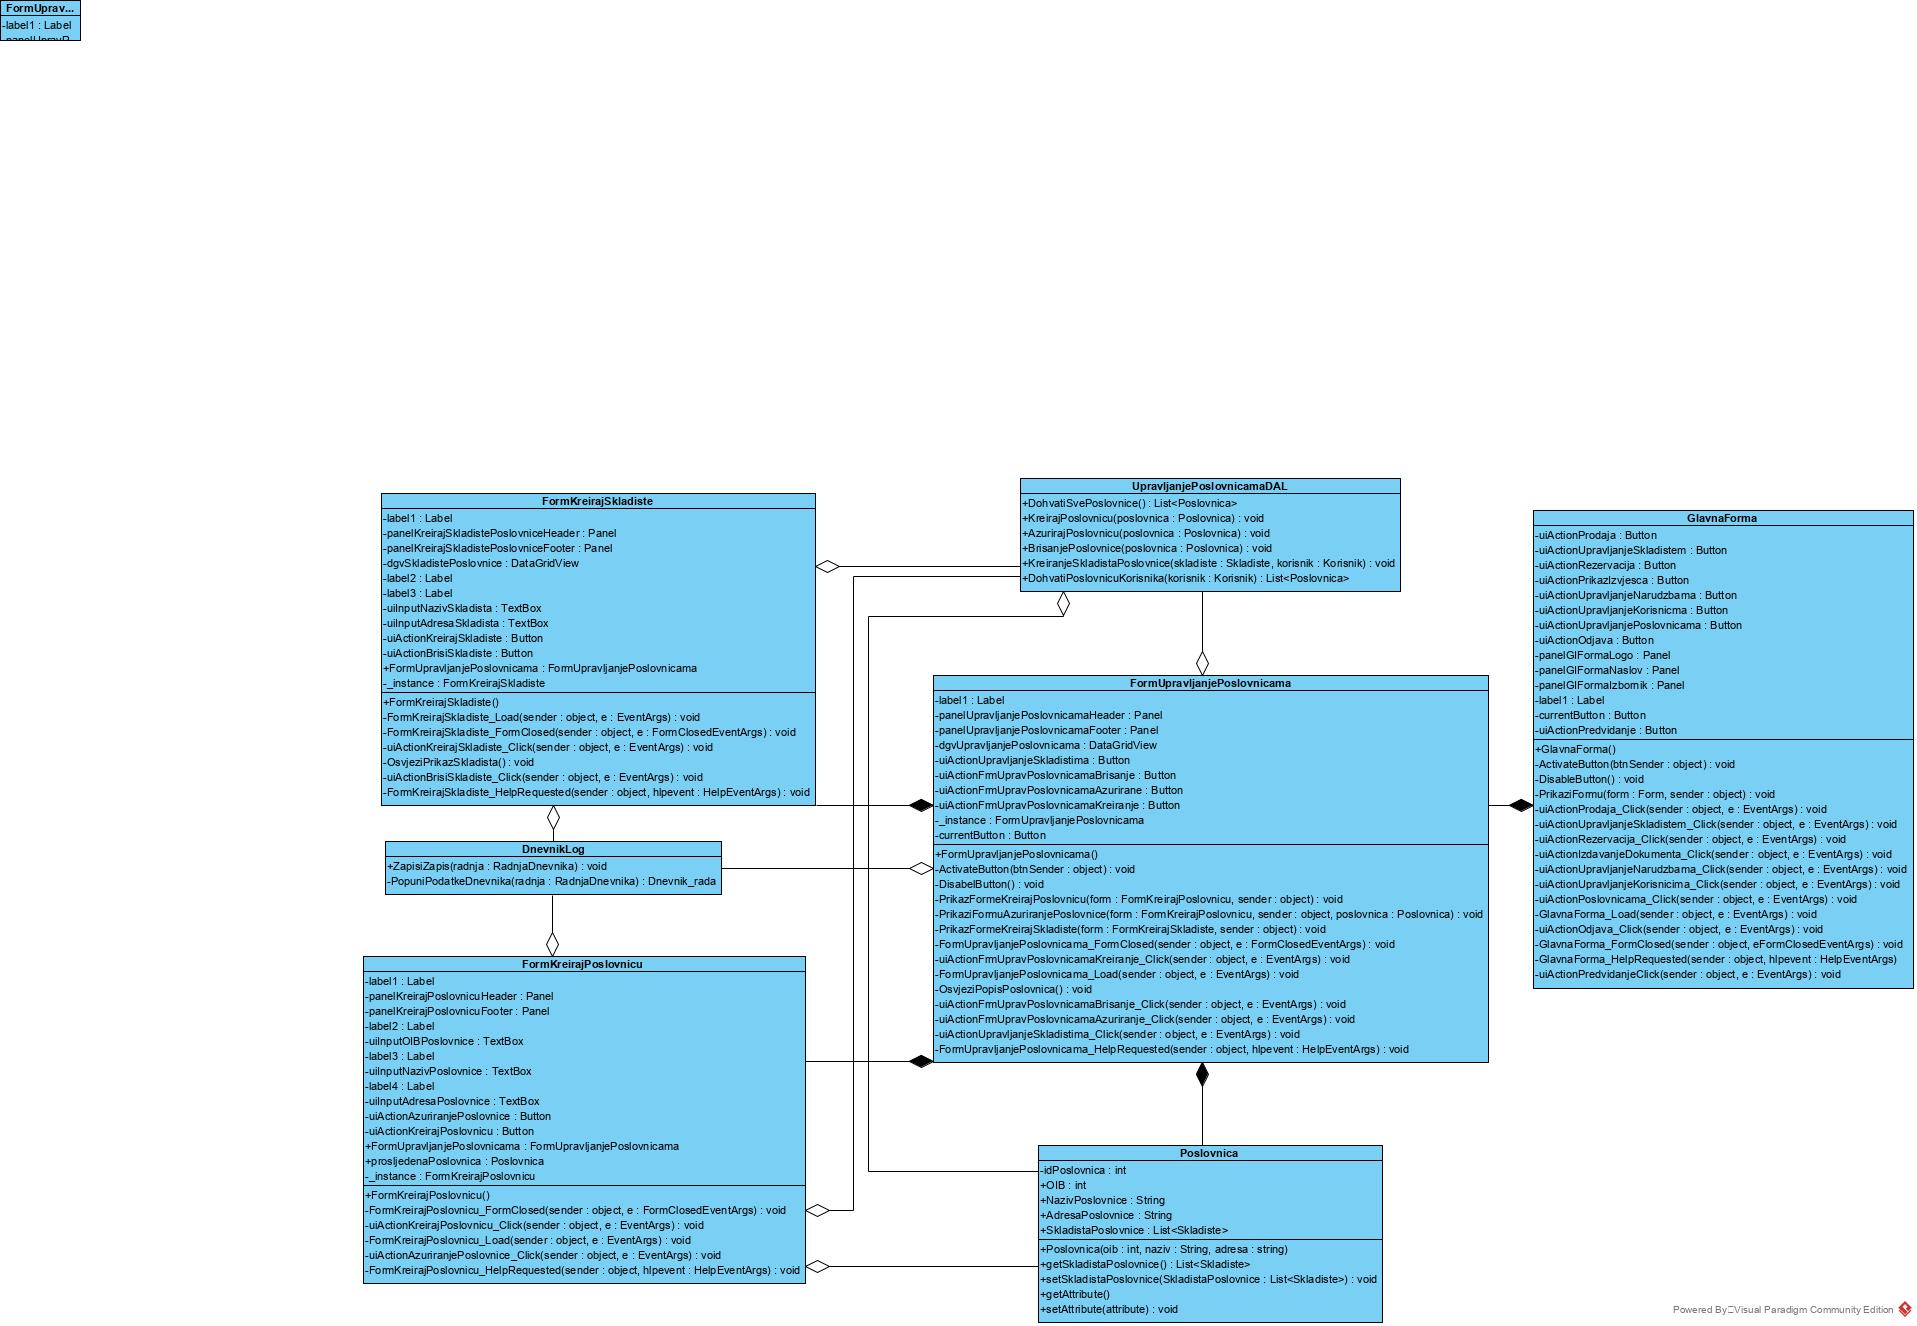 FormUprav...
-label1 : Label
-panelUpravP
FormKreirajSkladiste
-label1 : Label
-panelKreirajSkladistePosloviceHeader : Panel
-panelKreirajSkladistePosloviceFooter : Panel
-dgvSkladistePoslovnice : DataGridView
-label2 : Label
-label3 : Label
-uiInputNazivSkladista : TextBox
-uiInputAdresaSkladista : TextBox
-uiActionKreirajSkladiste : Button
-uiActionBrisiSkladiste : Button
+FormUpravljanjePoslovnicama : FormUpravljanjePoslovnicama
-_instance : FormKreirajSkladiste
+FormKreirajSkladiste()
-FormKreirajSkladiste_Load(sender : object, e : EventArgs) : void
-FormKreirajSkladiste_FormClosed(sender : object, e : FormClosedEventArgs) : void
-uiActionKreirajSkladiste_Click(sender : object, e : EventArgs) : void
-OsvjeziPrikazSkladista() : void
-uiActionBrisiSkladiste_Click(sender : object, e : EventArgs) : void
-FormKreirajSkladiste_HelpRequested(sender : object, hlpevent : HelpEventArgs) : void
DnevnikLog
+ZapisiZapis(radnja : RadnjaDnevnika) : void
-PopuniPodatkeDnevnika(radnja : RadnjaDnevnika) : Dnevnik_rada
FormKreirajPoslovnicu
-label1 : Label
-panelKreirajPoslovnicuHeader : Panel
-panelKreirajPoslovnicuFooter : Panel
-label2 : Label
-uiInputOIBPoslovnice : TextBox
-label3 : Label
-uiInputNazivPoslovnice : TextBox
-label4 : Label
-uiInputAdresaPoslovnice : TextBox
-uiActionAzuriranjePoslovnice : Button
-uiActionKreirajPoslovnicu : Button
+FormUpravljanjePoslovnicama : FormUpravljanjePoslovnicama
+prosljedenaPoslovnica : Poslovnica
-_instance : FormKreirajPoslovnicu
+FormKreirajPoslovnicu()
-FormKreirajPoslovnicu_FormClosed(sender : object, e : FormClosedEventArgs) : void
-uiActionKreirajPoslovnicu_Click(sender : object, e : EventArgs) : void
-FormKreirajPoslovnicu_Load(sender : object, e : EventArgs) : void
-uiActionAzuriranjePoslovnice_Click(sender : object, e : EventArgs) : void
-FormKreirajPoslovnicu_HelpRequested(sender : object, hlpevent : HelpEventArgs) : void
UpravljanjePoslovnicamaDAL
+DohvatiSvePoslovnice() : List<Poslovnica>
+KreirajPoslovnicu(poslovnica : Poslovnica) : void
+AzurirajPoslovnicu(poslovnica : Poslovnica) : void
+BrisanjePoslovnice(poslovnica : Poslovnica) : void
+KreiranjeSkladistaPoslovnice(skladiste : Skladiste, korisnik : Korisnik) : void
+DohvatiPoslovnicuKorisnika(korisnik : Korisnik) : List<Poslovnica>
FormUpravljanjePoslovnicama
-label1 : Label
-panelUpravljanjePoslovnicamaHeader : Panel
-panelUpravljanjePoslovnicamaFooter : Panel
-dgvUpravljanjePoslovnicama : DataGridView
-uiActionUpravljanjeSkladistima : Button
-uiActionFrmUpravPoslovnicamaBrisanje : Button
-uiActionFrmUpravPoslovnicamaAzurirane : Button
-uiActionFrmUpravPoslovnicamaKreiranje : Button
-_instance : FormUpravljanjePoslovnicama
-currentButton : Button
+FormUpravljanjePoslovnicama()
-ActivateButton(btnSender : object) : void
-DisabelButton() : void
-PrikazFormeKreirajPoslovnicu(form : FormKreirajPoslovnicu, sender : object) : void
-PrikaziFormuAzuriranjePoslovnice(form : FormKreirajPoslovnicu, sender : object, poslovnica : Poslovnica) : void
-PrikazFormeKreirajSkladiste(form : FormKreirajSkladiste, sender : object) : void
-FormUpravljanjePoslovnicama_FormClosed(sender : object, e : FormClosedEventArgs) : void
-uiActionFrmUpravPoslovnicamaKreiranje_Click(sender : object, e : EventArgs) : void
-FormUpravljanjePoslovnicama_Load(sender : object, e : EventArgs) : void
-OsvjeziPopisPoslovnica() : void
-uiActionFrmUpravPoslovnicamaBrisanje_Click(sender : object, e : EventArgs) : void
-uiActionFrmUpravPoslovnicamaAzuriranje_Click(sender : object, e : EventArgs) : void
-uiActionUpravljanjeSkladistima_Click(sender : object, e : EventArgs) : void
-FormUpravljanjePoslovnicama_HelpRequested(sender : object, hlpevent : HelpEventArgs) : void
Poslovnica
-idPoslovnica : int
+OIB : int
+NazivPoslovnice : String
+AdresaPoslovnice : String
+SkladistaPoslovnice : List<Skladiste>
+Poslovnica(oib : int, naziv : String, adresa : string)
+getSkladistaPoslovnice() : List<Skladiste>
+setSkladistaPoslovnice(SkladistaPoslovnice : List<Skladiste>) : void
+getAttribute()
+setAttribute(attribute) : void
GlavnaForma
-uiActionProdaja : Button
-uiActionUpravljanjeSkladistem : Button
-uiActionRezervacija : Button
-uiActionPrikazIzvjesca : Button
-uiActionUpravljanjeNarudzbama : Button
-uiActionUpravljanjeKorisnicma : Button
-uiActionUpravljanjePoslovnicama : Button
-uiActionOdjava : Button
-panelGlFormaLogo : Panel
-panelGlFormaNaslov : Panel
-panelGlFormaIzbornik : Panel
-label1 : Label
-currentButton : Button
-uiActionPredvidanje : Button
+GlavnaForma()
-ActivateButton(btnSender : object) : void
-DisableButton() : void
-PrikaziFormu(form : Form, sender : object) : void
-uiActionProdaja_Click(sender : object, e : EventArgs) : void
-uiActionUpravljanjeSkladistem_Click(sender : object, e : EventArgs) : void
-uiActionRezervacija_Click(sender : object, e : EventArgs) : void
-uiActionIzdavanjeDokumenta_Click(sender : object, e : EventArgs) : void
-uiActionUpravljanjeNarudzbama_Click(sender : object, e : EventArgs) : void
-uiActionUpravljanjeKorisnicima_Click(sender : object, e : EventArgs) : void
-uiActionPoslovnicama_Click(sender : object, e : EventArgs) : void
-GlavnaForma_Load(sender : object, e : EventArgs) : void
-uiActionOdjava_Click(sender : object, e : EventArgs) : void
-GlavnaForma_FormClosed(sender : object, eFormClosedEventArgs) : void
-GlavnaForma_HelpRequested(sender : object, hlpevent : HelpEventArgs)
-uiActionPredvidanjeClick(sender : object, e : EventArgs) : void
Powered By□Visual Paradigm Community Edition